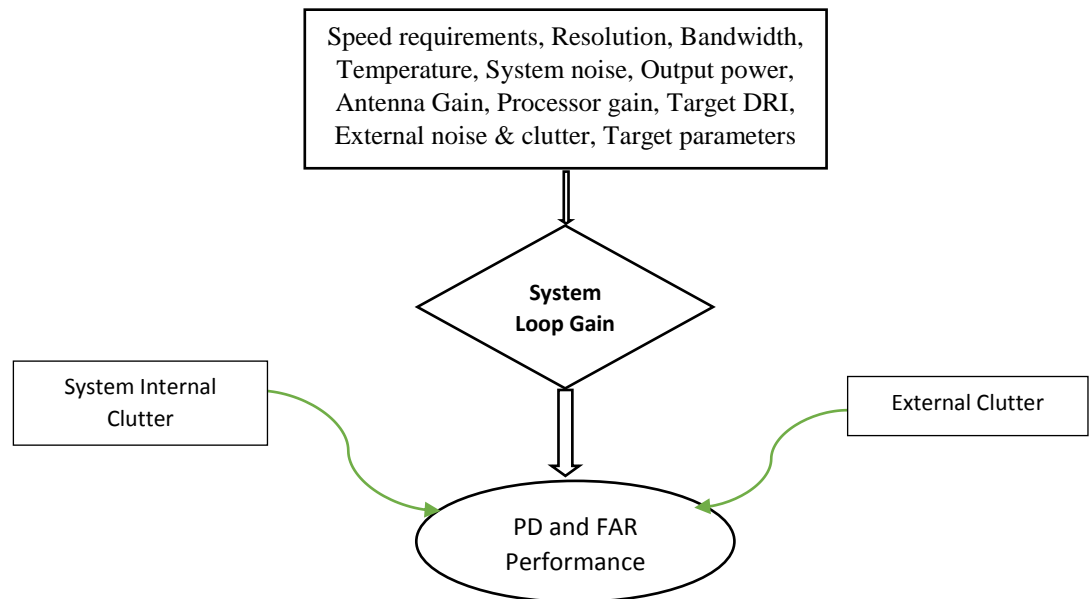 Speed requirements, Resolution, Bandwidth,
Temperature, System noise, Output power,
Antenna Gain, Processor gain, Target DRI,
External noise & clutter, Target parameters
System
Loop Gain
System Internal
Clutter
External Clutter
PD and FAR
Performance